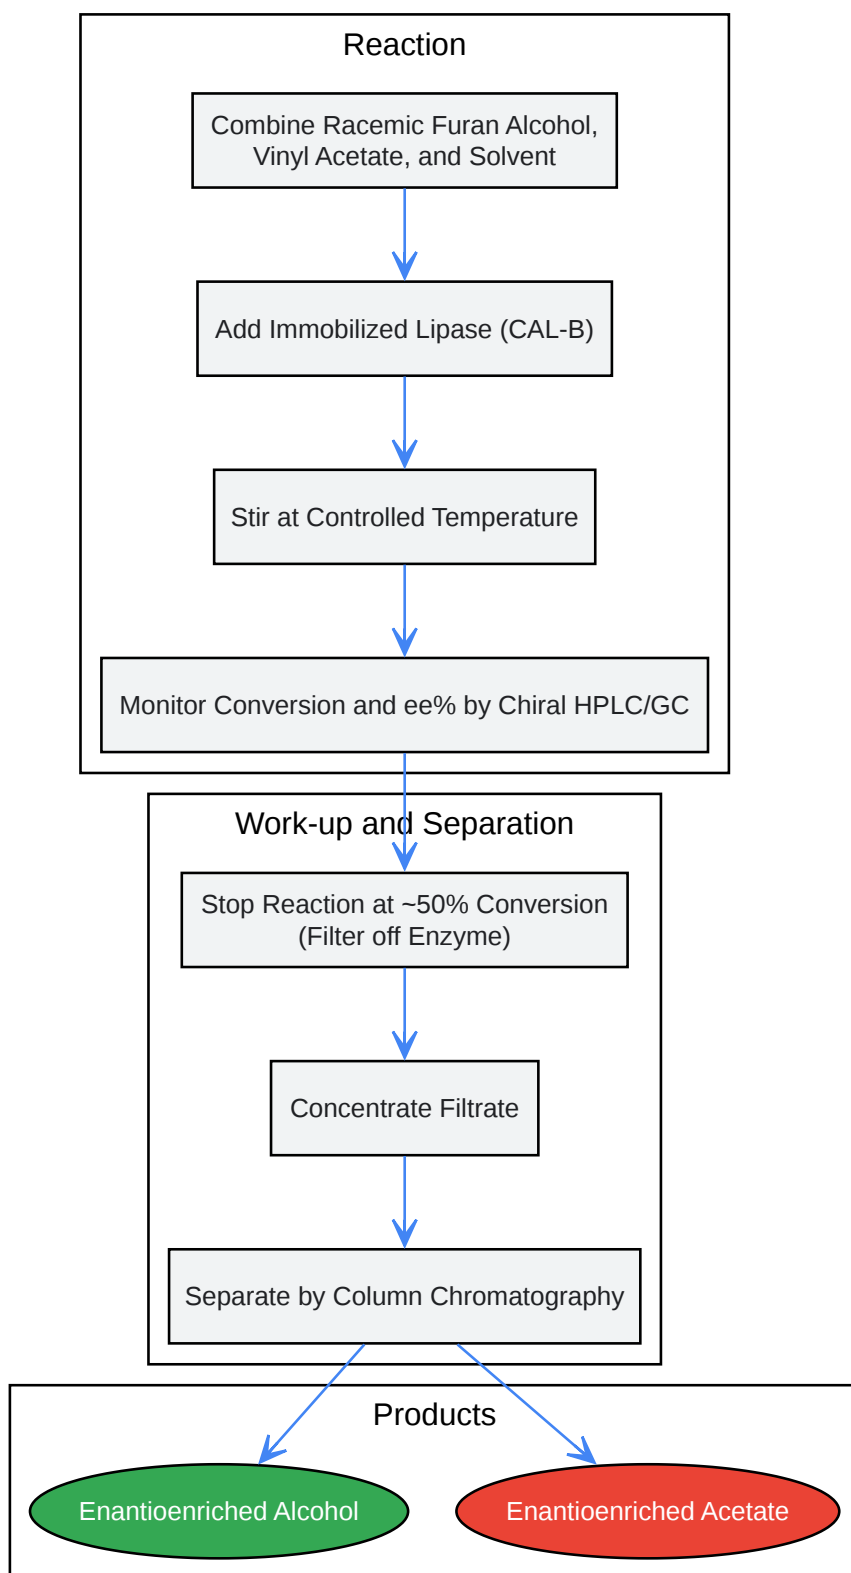 Reaction
Combine Racemic Furan Alcohol,
Vinyl Acetate, and Solvent
Add Immobilized Lipase (CAL-B)
Stir at Controlled Temperature
Monitor Conversion and ee% by Chiral HPLC/GC
Work-up and Separation
Stop Reaction at ~50% Conversion
(Filter off Enzyme)
Concentrate Filtrate
Separate by Column Chromatography
Products
Enantioenriched Alcohol
Enantioenriched Acetate